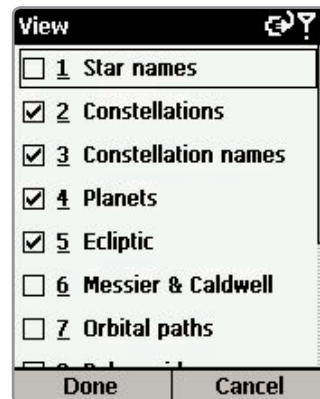 View
1 Star names
2 Constellations
3 Constellation names
4 Planets
5 Ecliptic
6 Messier & Caldwell
7 Orbital paths
Done Cancel